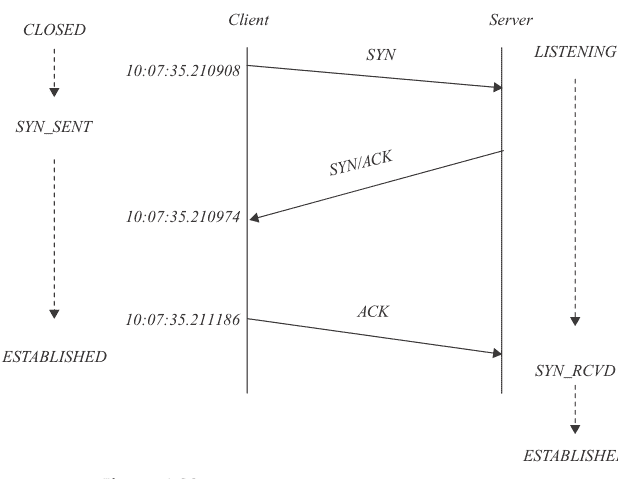 Client
Server
CLOSED
LISTENING
SYN
10:07:35.210908
SYN_SENT
SYN/ACK
10:07:35.210974
ACK
10:07:35.211186
ESTABLISHED
SYN_RCVD
ESTABLISHE